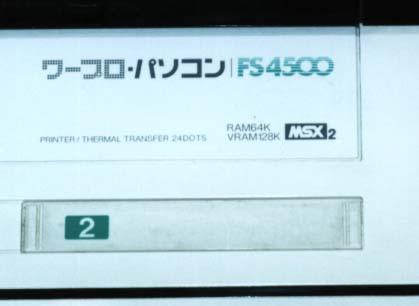 ワープロ・パソコン FS4500
PRINTER / THERMAL TRANSFER 24DOTS
RAM64K
VRAM128K MSX2
2